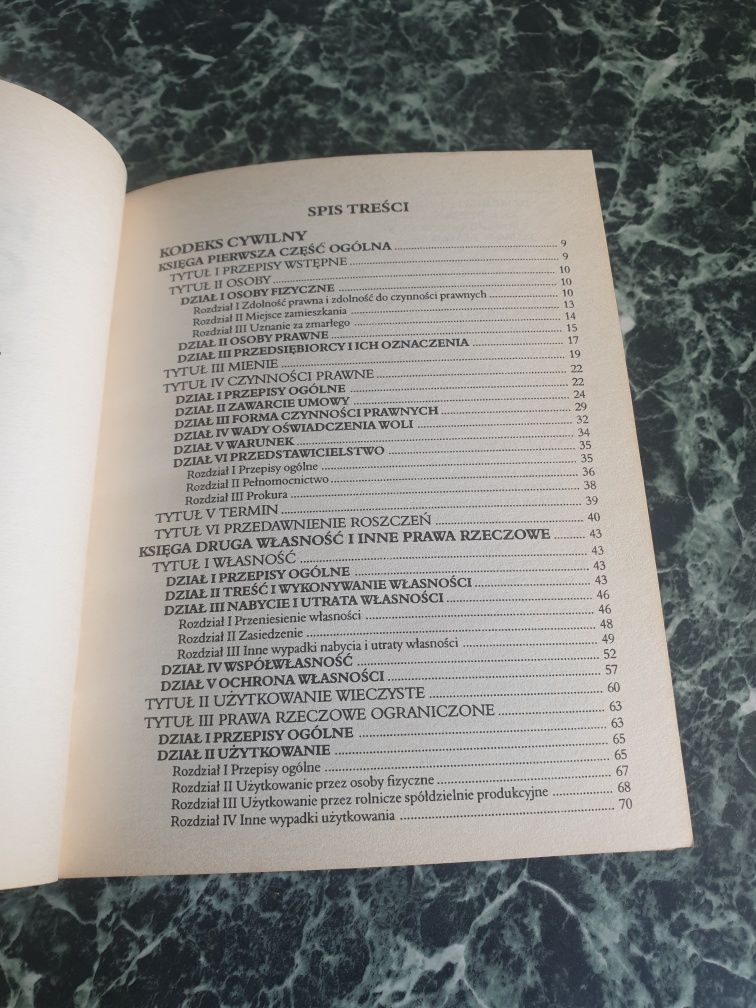 SPIS TREŚCI
KODEKS CYWILNY
KSIĘGA PIERWSZA CZĘŚĆ OGÓLNA ... 9
TYTUŁ I PRZEPISY WSTĘPNE ... 9
TYTUŁ II OSOBY ... 10
DZIAŁ I OSOBY FIZYCZNE ... 10
Rozdział I Zdolność prawna i zdolność do czynności prawnych ... 10
Rozdział II Miejsce zamieszkania ... 13
Rozdział III Uznanie za zmarłego ... 14
DZIAŁ II OSOBY PRAWNE ... 15
DZIAŁ III PRZEDSIĘBIORCY I ICH OZNACZENIA ... 17
TYTUŁ III MIENIE ... 19
TYTUŁ IV CZYNNOŚCI PRAWNE ... 22
DZIAŁ I PRZEPISY OGÓLNE ... 22
DZIAŁ II ZAWARCIE UMOWY ... 24
DZIAŁ III FORMA CZYNNOŚCI PRAWNYCH ... 29
DZIAŁ IV WADY OŚWIADCZENIA WOLI ... 32
DZIAŁ V WARUNEK ... 34
DZIAŁ VI PRZEDSTAWICIELSTWO ... 35
Rozdział I Przepisy ogólne ... 35
Rozdział II Pełnomocnictwo ... 36
Rozdział III Prokura ... 38
TYTUŁ V TERMIN ... 39
TYTUŁ VI PRZEDAWNIENIE ROSZCZEŃ ... 40
KSIĘGA DRUGA WŁASNOŚĆ I INNE PRAWA RZECZOWE ... 43
TYTUŁ I WŁASNOŚĆ ... 43
DZIAŁ I PRZEPISY OGÓLNE ... 43
DZIAŁ II TREŚĆ I WYKONYWANIE WŁASNOŚCI ... 43
DZIAŁ III NABYCIE I UTRATA WŁASNOŚCI ... 46
Rozdział I Przeniesienie własności ... 46
Rozdział II Zasiedzenie ... 48
Rozdział III Inne wypadki nabycia i utraty własności ... 49
DZIAŁ IV WSPÓŁWŁASNOŚĆ ... 52
DZIAŁ V OCHRONA WŁASNOŚCI ... 57
TYTUŁ II UŻYTKOWANIE WIECZYSTE ... 60
TYTUŁ III PRAWA RZECZOWE OGRANICZONE ... 63
DZIAŁ I PRZEPISY OGÓLNE ... 63
DZIAŁ II UŻYTKOWANIE ... 65
Rozdział I Przepisy ogólne ... 65
Rozdział II Użytkowanie przez osoby fizyczne ... 67
Rozdział III Użytkowanie przez rolnicze spółdzielnie produkcyjne ... 68
Rozdział IV Inne wypadki użytkowania ... 70